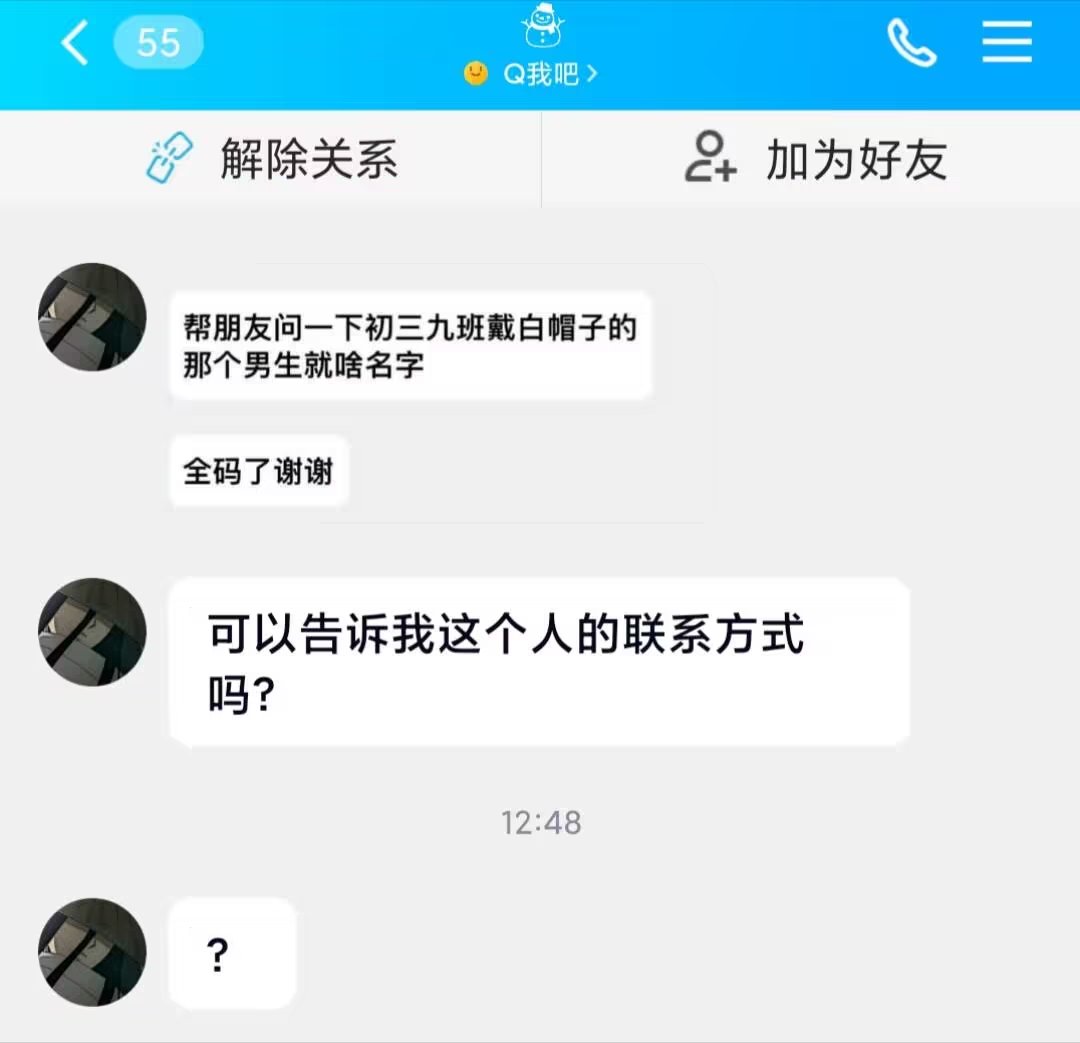 55
Q我吧
解除关系
加为好友
帮朋友问一下初三九班戴白帽子的
那个男生就啥名字
全码了谢谢
可以告诉我这个人的联系方式
吗?
12:48
?